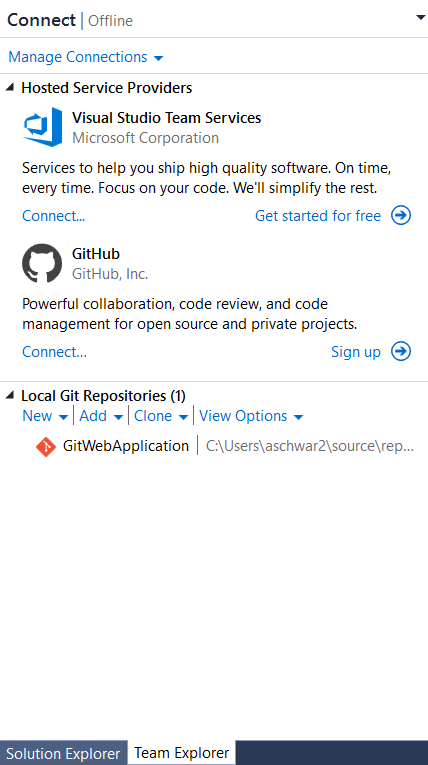 Connect | Offline
Manage Connections
Hosted Service Providers
Visual Studio Team Services
Microsoft Corporation
Services to help you ship high quality software. On time,
every time. Focus on your code. We'll simplify the rest.
Connect... Get started for free
GitHub
GitHub, Inc.
Powerful collaboration, code review, and code
management for open source and private projects.
Connect... Sign up
Local Git Repositories (1)
New | Add | Clone | View Options
GitWebApplication | C:\Users\aschwar2\source\rep...
Solution Explorer Team Explorer